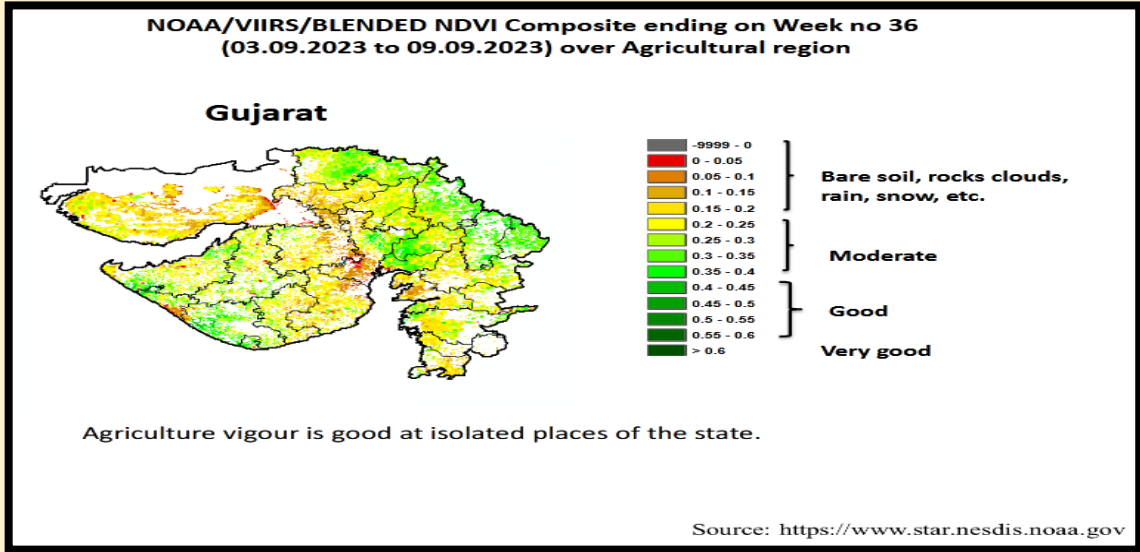 NOAA/VIIRS/BLENDED NDVI Composite ending on Week no 36
(03.09.2023 to 09.09.2023) over Agricultural region
Gujarat
-9999 - 0
0 - 0.05
0.05 - 0.1
0.1 - 0.15
0.15 - 0.2
0.2 - 0.25
0.25 - 0.3
0.3 - 0.35
0.35 - 0.4
0.4 - 0.45
0.45 - 0.5
0.5 - 0.55
0.55 - 0.6
> 0.6
Bare soil, rocks clouds,
rain, snow, etc.
Moderate
Good
Very good
Agriculture vigour is good at isolated places of the state.
Source: https://www.star.nesdis.noaa.gov